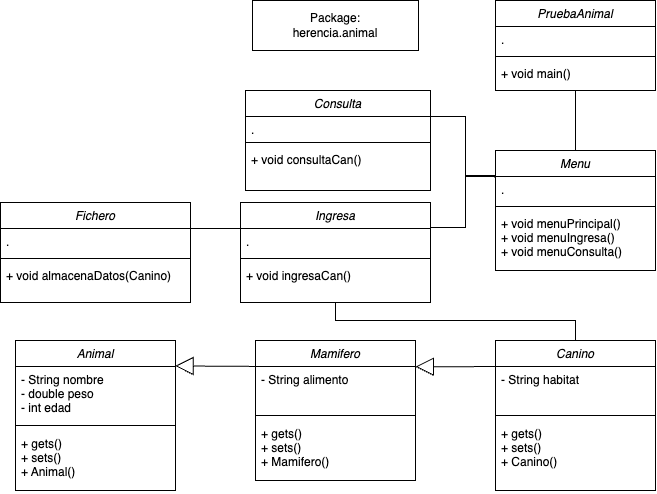 Package:
herencia.animal
PruebaAnimal
.
+ void main()
Consulta
.
+ void consultaCan()
Menu
.
+ void menuPrincipal()
+ void menuIngresa()
+ void menuConsulta()
Fichero
.
+ void almacenaDatos(Canino)
Ingresa
.
+ void ingresaCan()
Animal
- String nombre
- double peso
- int edad
+ gets()
+ sets()
+ Animal()
Mamifero
- String alimento
+ gets()
+ sets()
+ Mamifero()
Canino
- String habitat
+ gets()
+ sets()
+ Canino()